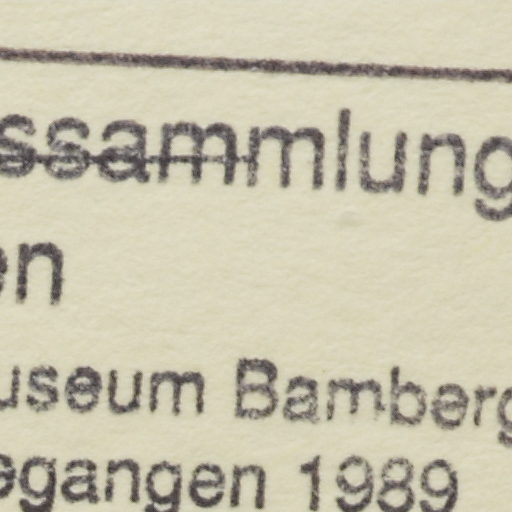 ssammlung
en
useum Bamberg
egangen 1989